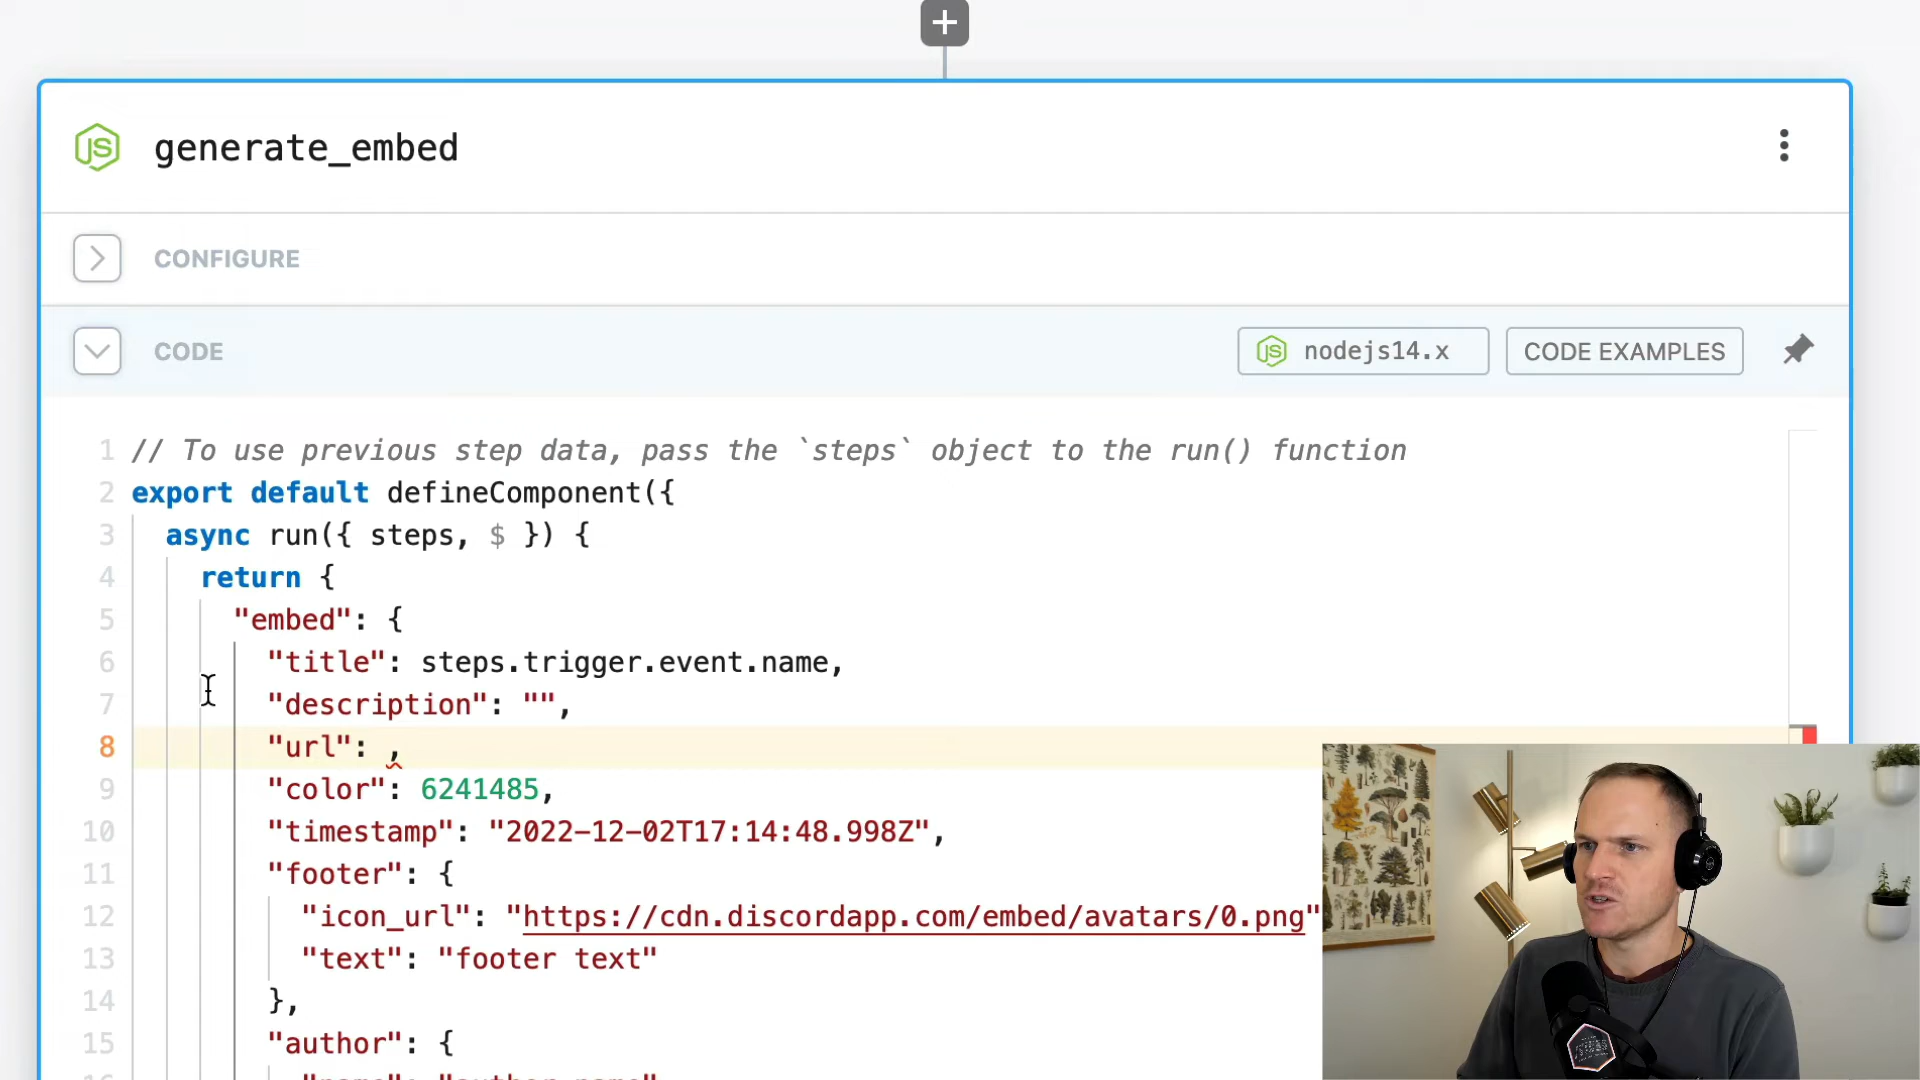 JS generate_embed
CONFIGURE
CODE
JS nodejs14.x
CODE EXAMPLES
1 // To use previous step data, pass the `steps` object to the run() function
2 export default defineComponent({
3 async run({ steps, $ }) {
4 return {
5 "embed": {
6 "title": steps.trigger.event.name,
7 "description": "",
8 "url": ,
9 "color": 6241485,
10 "timestamp": "2022-12-02T17:14:48.998Z",
11 "footer": {
12 "icon_url": "https://cdn.discordapp.com/embed/avatars/0.png"
13 "text": "footer text"
14 },
15 "author": {